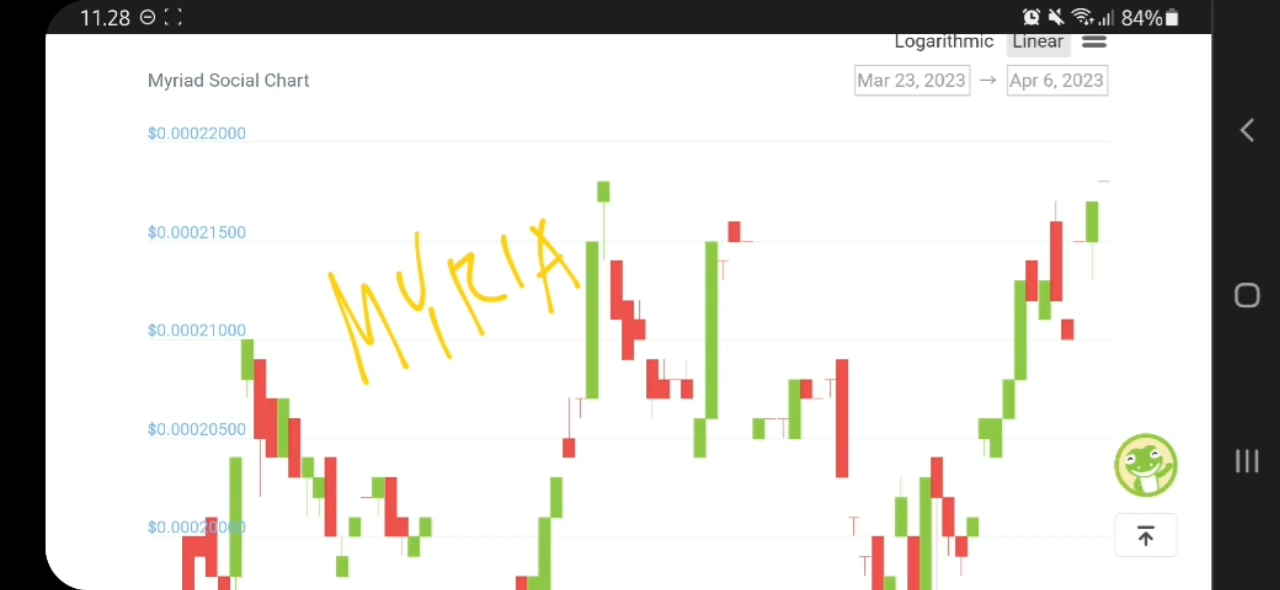 11.28
84%
Logarithmic Linear
Myriad Social Chart
Mar 23, 2023 → Apr 6, 2023
$0.00022000
$0.00021500
MYRIA
$0.00021000
$0.00020500
$0.00020000